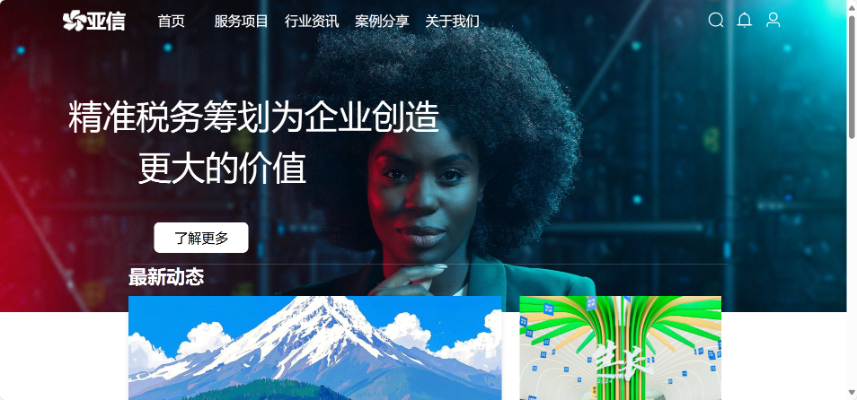 亚信 首页 服务项目 行业资讯 案例分享 关于我们
精准税务筹划为企业创造
更大的价值
了解更多
最新动态
生长